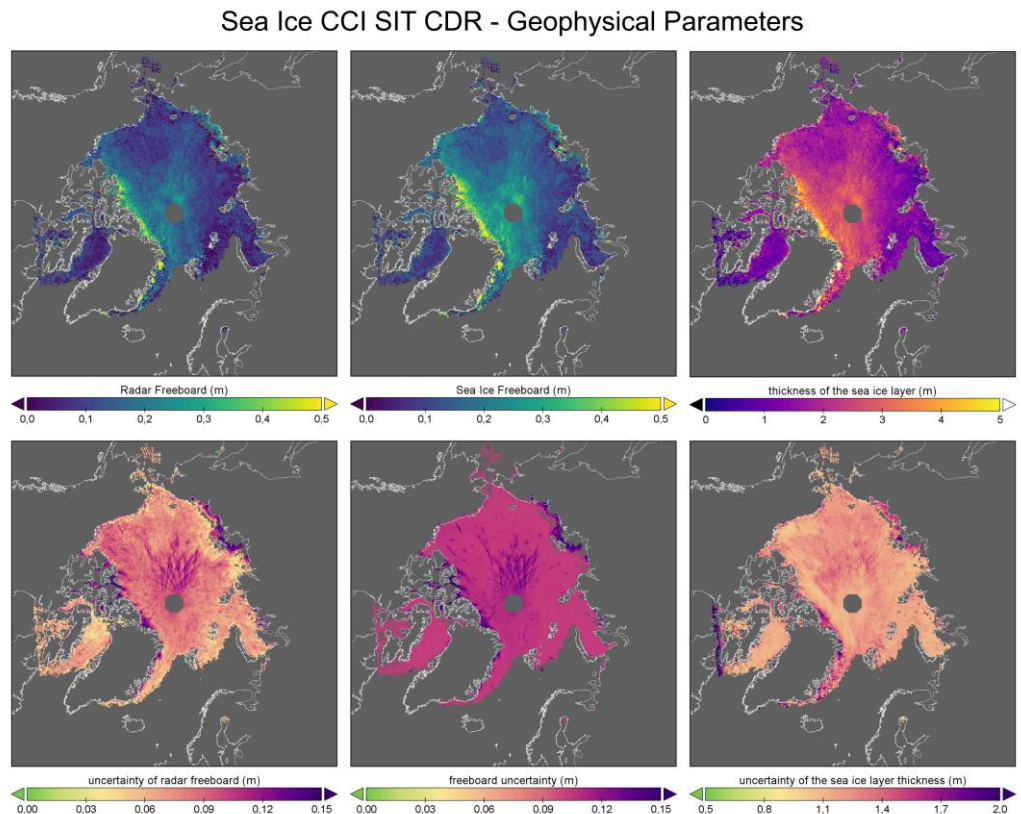 Sea Ice CCI SIT CDR - Geophysical Parameters
Radar Freeboard (m)
0,0 0,1 0,2 0,3 0,4 0,5
Sea Ice Freeboard (m)
0,0 0,1 0,2 0,3 0,4 0,5
thickness of the sea ice layer (m)
0 1 2 3 4 5
uncertainty of radar freeboard (m)
0.00 0.03 0.06 0.09 0.12 0.15
freeboard uncertainty (m)
0,00 0,03 0,06 0,09 0,12 0,15
uncertainty of the sea ice layer thickness (m)
0.5 0.8 1.1 1.4 1.7 2.0